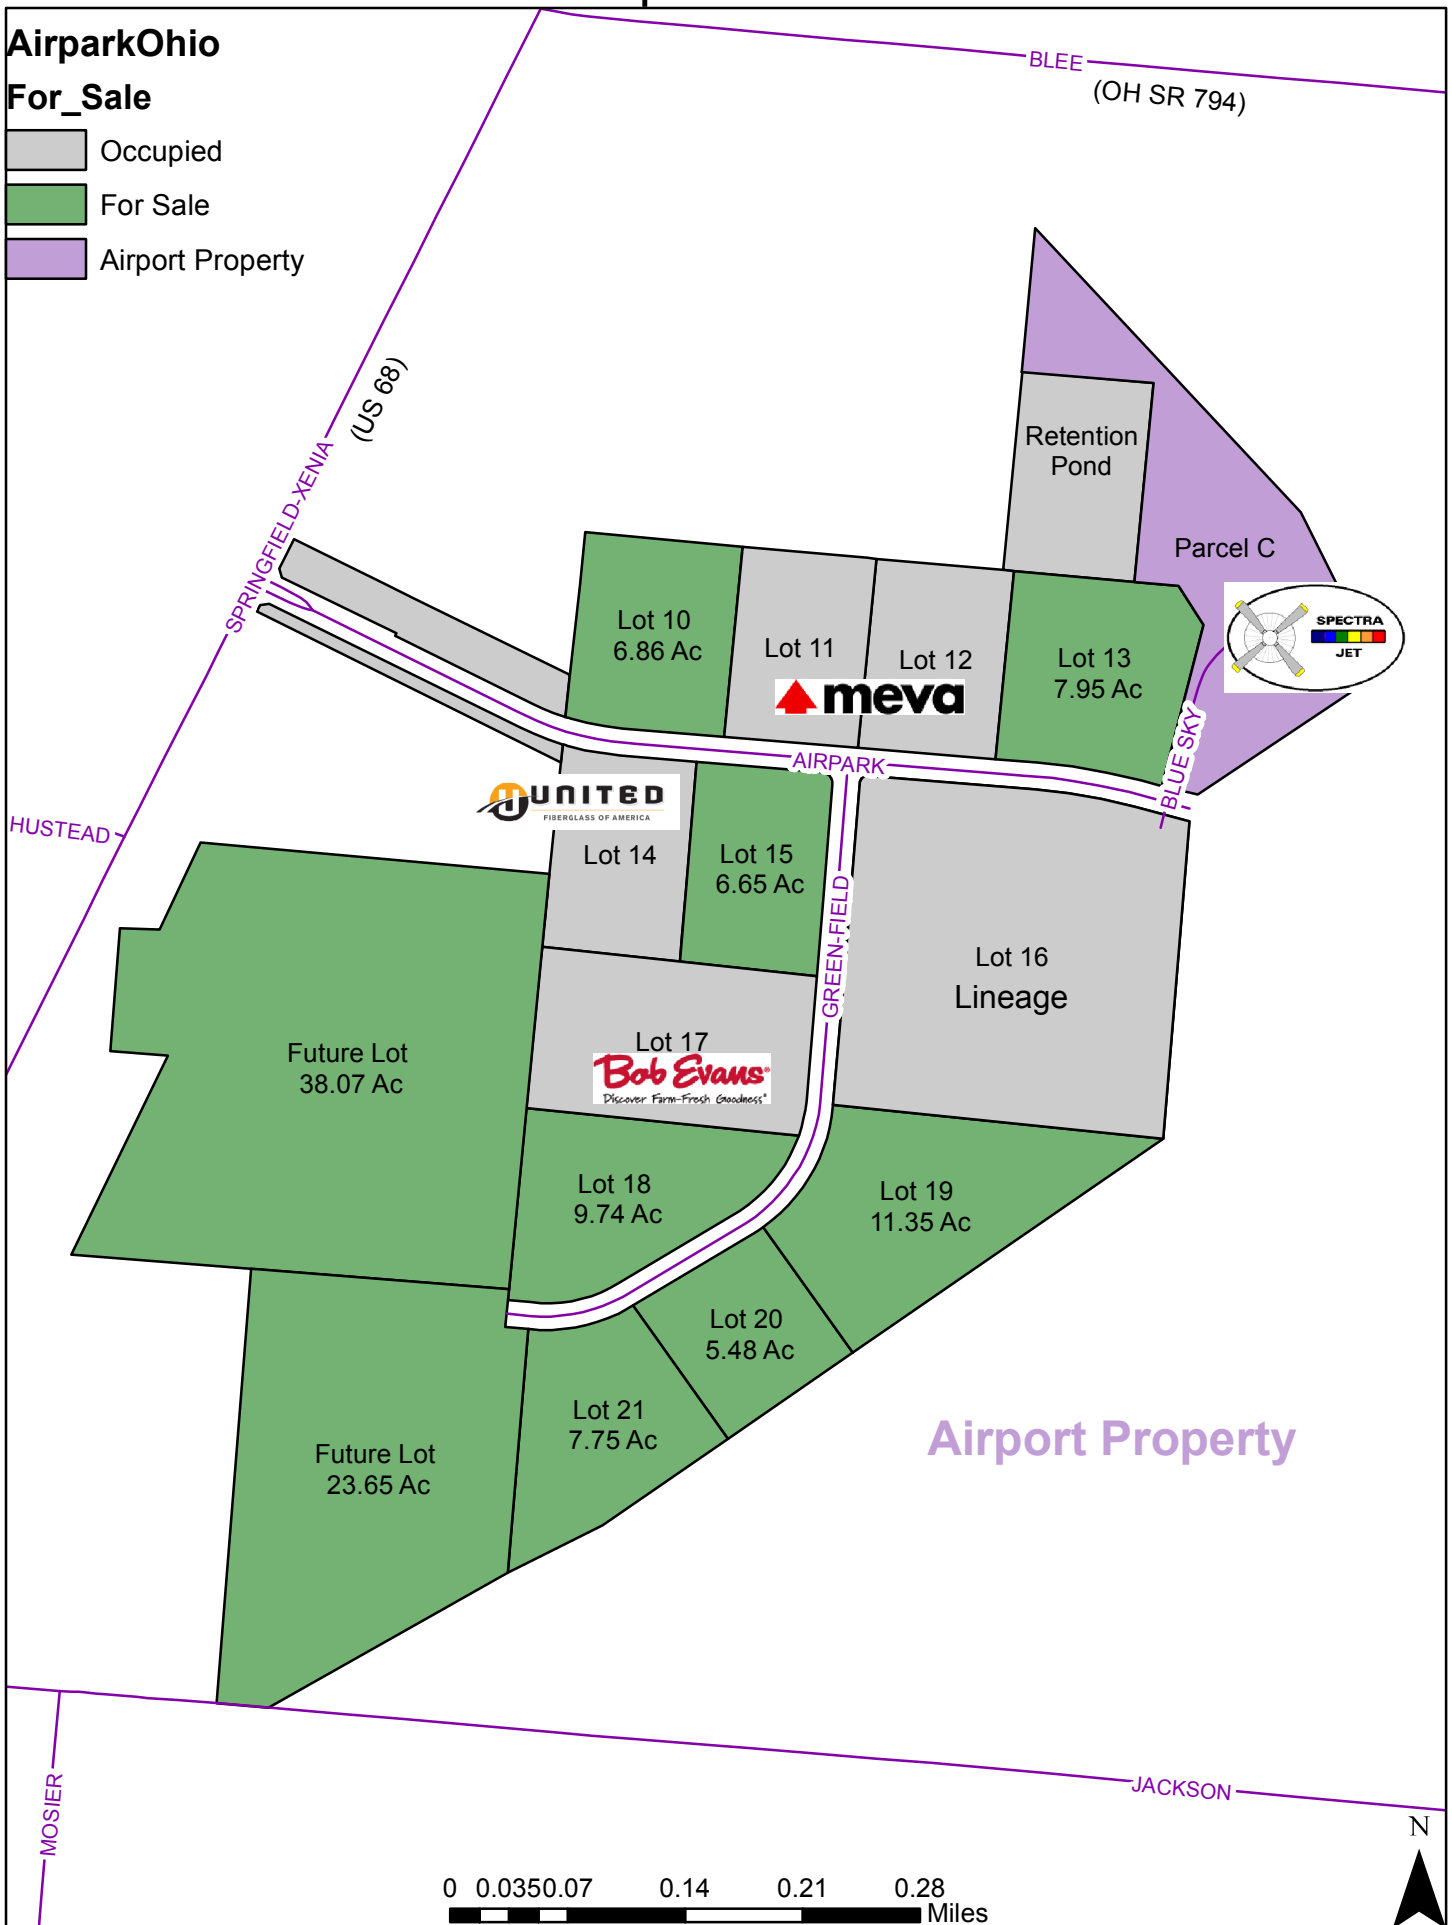 AirparkOhio
For_Sale
Occupied
For Sale
Airport Property
BLEE
(OH SR 794)
(US 68)
SPRINGFIELD-XENIA
Retention
Pond
Parcel C
SPECTRA
JET
Lot 10
6.86 Ac
Lot 11
Lot 12
meva
Lot 13
7.95 Ac
BLUE SKY
AIRPARK
UNITED
FIBERGLASS OF AMERICA
Lot 14
Lot 15
6.65 Ac
HUSTEAD
GREEN-FIELD
Lot 16
Lineage
Future Lot
38.07 Ac
Lot 17
Bob Evans®
Discover Farm-Fresh Goodness®
Lot 18
9.74 Ac
Lot 19
11.35 Ac
Lot 20
5.48 Ac
Lot 21
7.75 Ac
Airport Property
Future Lot
23.65 Ac
MOSIER
JACKSON
N
0 0.035 0.07 0.14 0.21 0.28
Miles